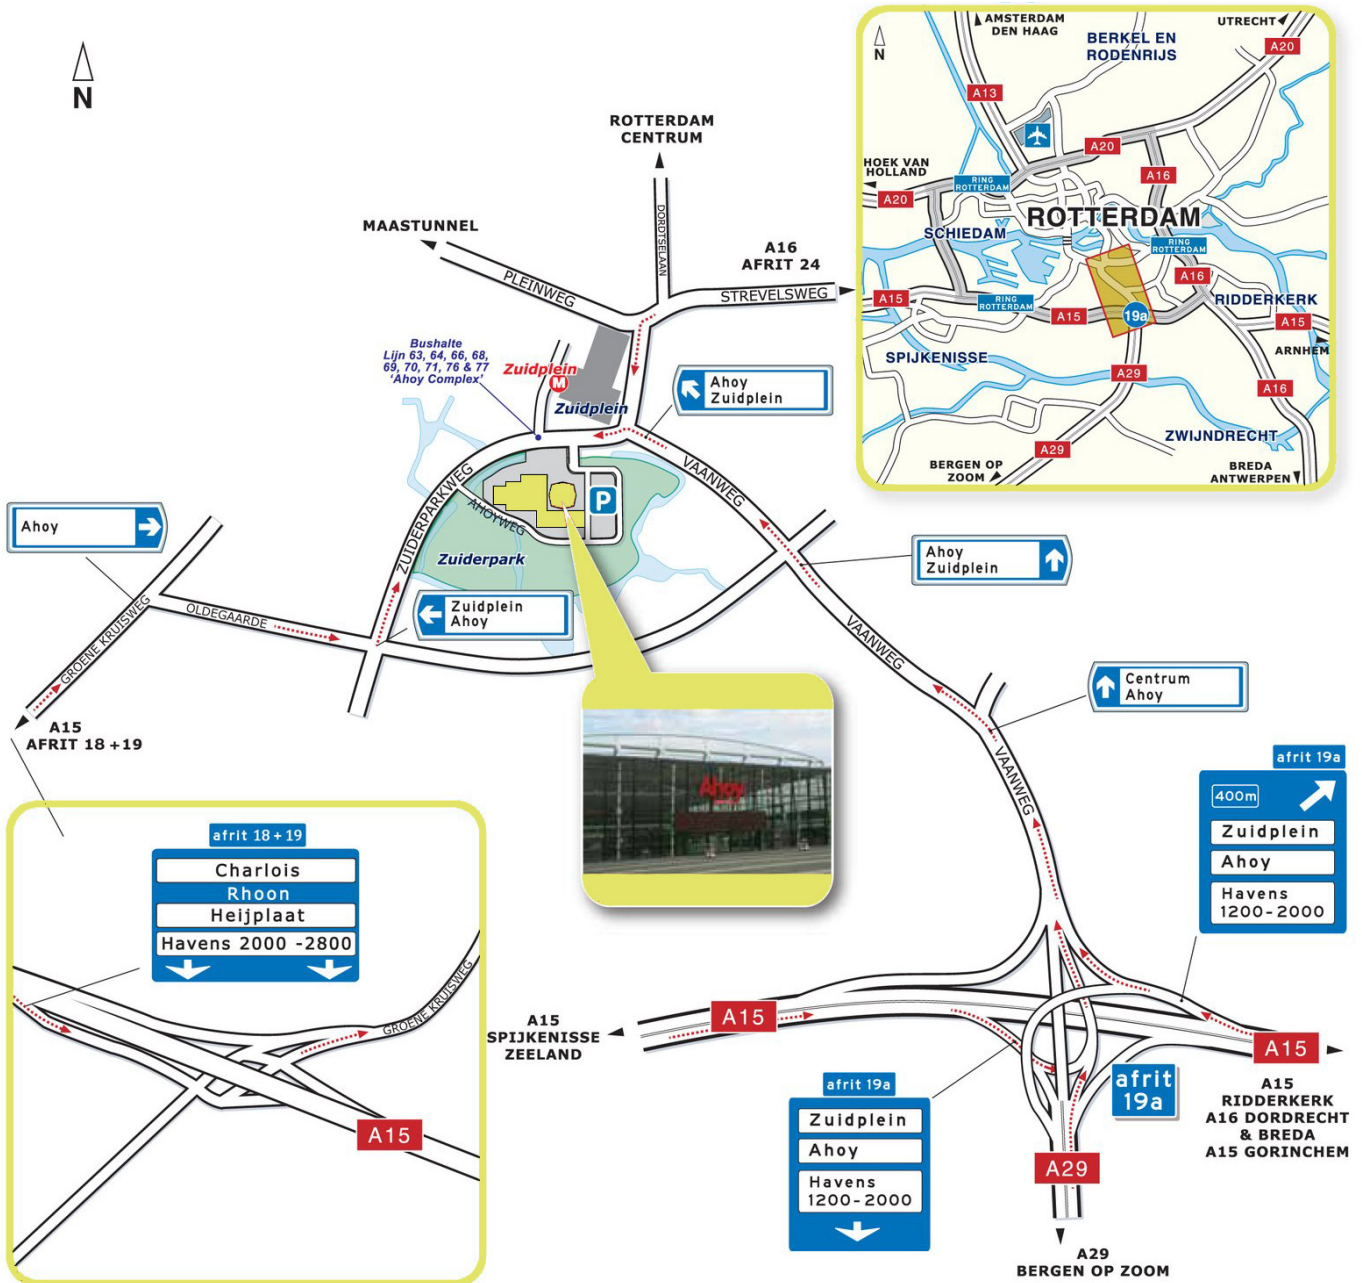 N
ROTTERDAM
CENTRUM
MAASTUNNEL
DORDTSELAAN
A16
AFRIT 24
PLEINWEG
STREVELSWEG
Bushalte
Lijn 63, 64, 66, 68,
69, 70, 71, 76 & 77
'Ahoy Complex'
Zuidplein
M
Zuidplein
Ahoy
Zuidplein
VAANWEG
P
ZUIDERPARKWEG
AHOYWEG
Zuiderpark
Ahoy
Ahoy
Zuidplein
OLDEGAARDE
Zuidplein
Ahoy
GROENE KRUISWEG
VAANWEG
A15
AFRIT 18 +19
Centrum
Ahoy
VAANWEG
Ahoy
afrit 19a
400m
Zuidplein
Ahoy
Havens
1200-2000
AMSTERDAM
DEN HAAG
UTRECHT
N
BERKEL EN
RODENRIJS
A20
A13
A20
HOEK VAN
HOLLAND
RING
ROTTERDAM
A16
A20
ROTTERDAM
SCHIEDAM
RING
ROTTERDAM
A16
A15
RING
ROTTERDAM
A15
19a
RIDDERKERK
A15
ARNHEM
SPIJKENISSE
A29
A16
ZWIJNDRECHT
A29
BERGEN OP
ZOOM
BREDA
ANTWERPEN
afrit 18 + 19
Charlois
Rhoon
Heijplaat
Havens 2000 -2800
GROENE KRUISWEG
A15
A15
SPIJKENISSE
ZEELAND
A15
A15
afrit
19a
A15
RIDDERKERK
A16 DORDRECHT
& BREDA
A15 GORINCHEM
afrit 19a
Zuidplein
Ahoy
Havens
1200-2000
A29
A29
BERGEN OP ZOOM